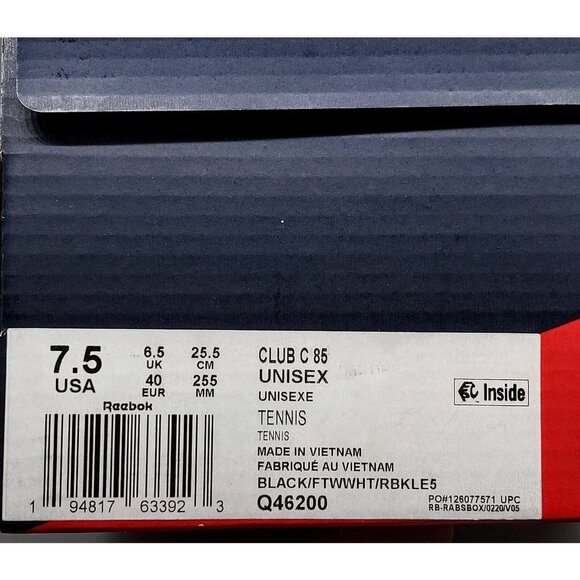 7.5
USA
6.5
UK
40
EUR
25.5
CM
255
MM
Reebok
1 94817 63392 3
CLUB C 85
UNISEX
UNISEXE
TENNIS
TENNIS
MADE IN VIETNAM
FABRIQUÉ AU VIETNAM
BLACK/FTWWHT/RBKLE5
Q46200
Inside
PO#126077571 UPC
RB-RABSBOX/0220/V05